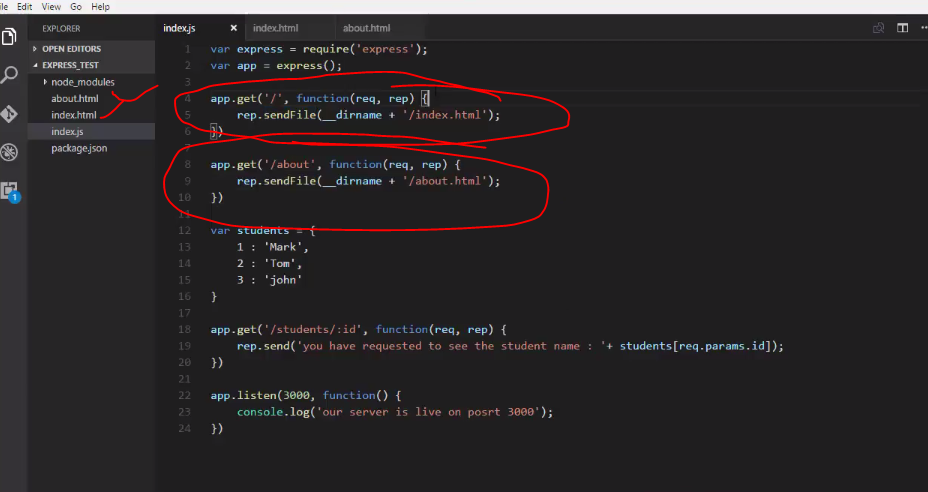 ile Edit View Go Help
EXPLORER
index.js × index.html about.html
OPEN EDITORS
EXPRESS_TEST
node_modules
about.html
index.html
index.js
package.json
1
1 var express = require('express');
2 var app = express();
3
4 app.get('/', function(req, rep) {
5 rep.sendFile(__dirname + '/index.html');
6 })
7
8 app.get('/about', function(req, rep) {
9 rep.sendFile(__dirname + '/about.html');
10 })
11
12 var students = {
13 1 : 'Mark',
14 2 : 'Tom',
15 3 : 'john'
16 }
17
18 app.get('/students/:id', function(req, rep) {
19 rep.send('you have requested to see the student name : '+ students[req.params.id]);
20 })
21
22 app.listen(3000, function() {
23 console.log('our server is live on posrt 3000');
24 })